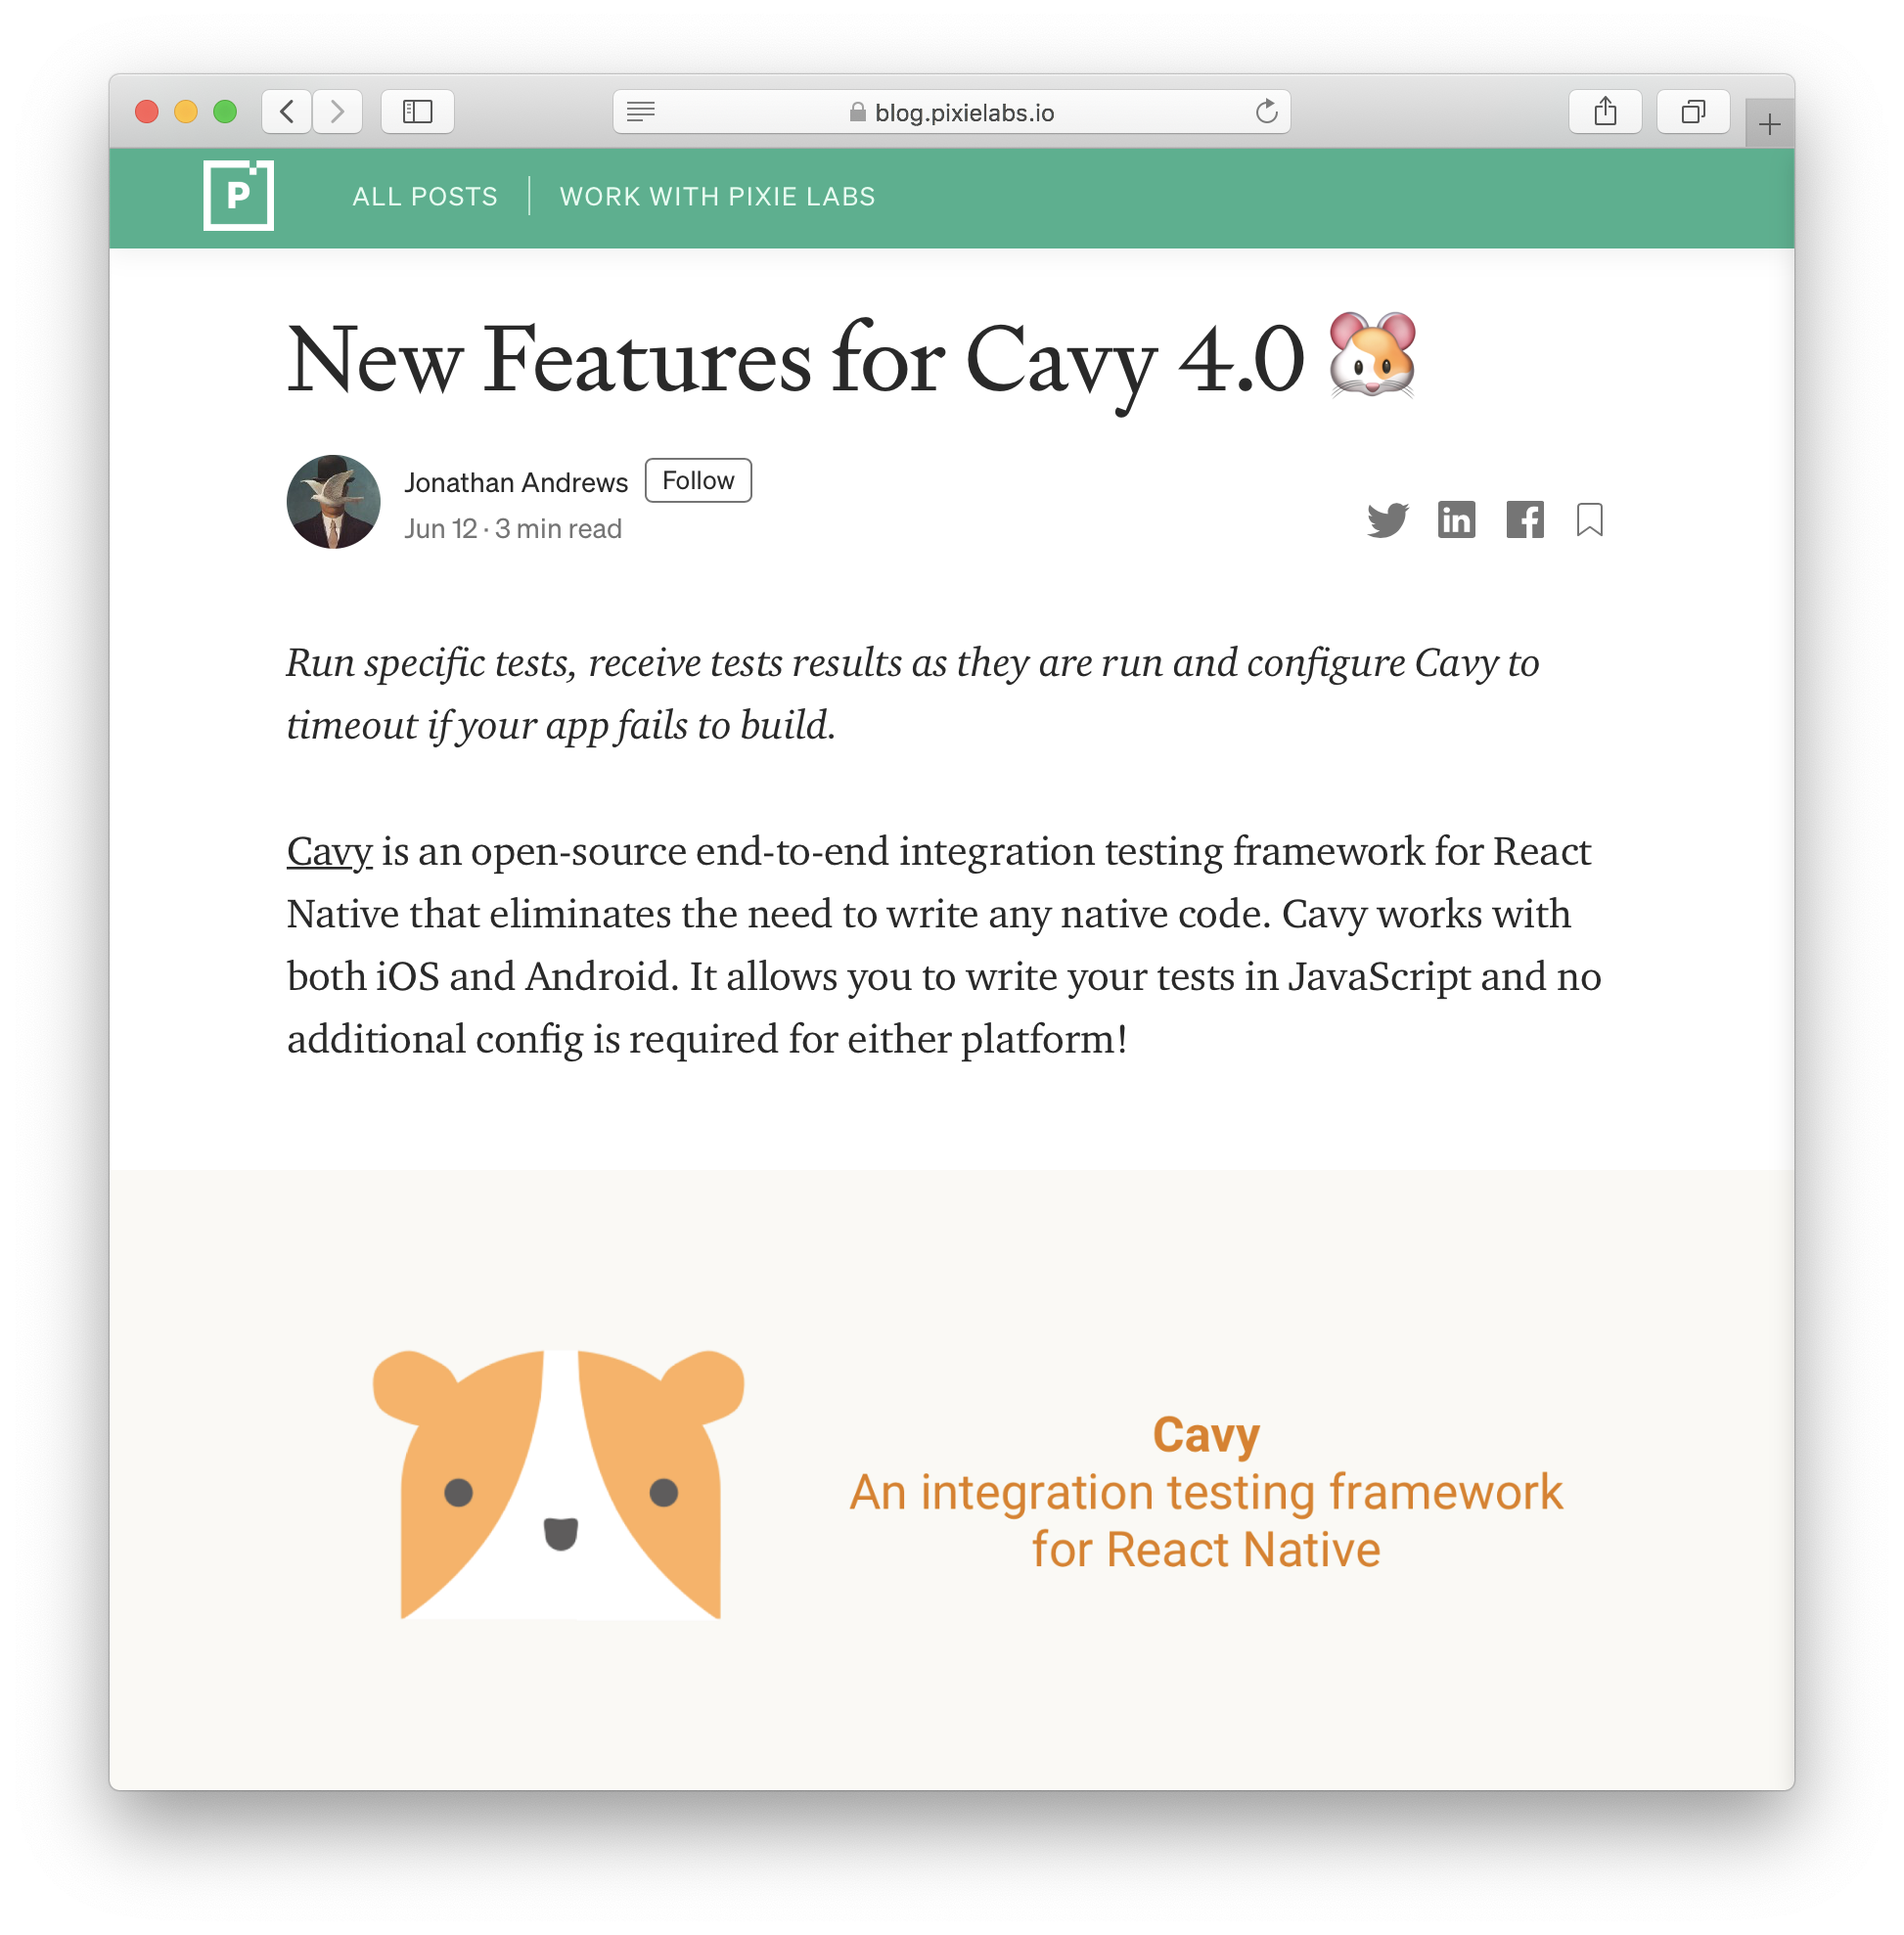 blog.pixielabs.io
P
ALL POSTS | WORK WITH PIXIE LABS
New Features for Cavy 4.0 🐹
Jonathan Andrews Follow
Jun 12 · 3 min read
in f
Run specific tests, receive tests results as they are run and configure Cavy to
timeout if your app fails to build.
Cavy is an open-source end-to-end integration testing framework for React
Native that eliminates the need to write any native code. Cavy works with
both iOS and Android. It allows you to write your tests in JavaScript and no
additional config is required for either platform!
Cavy
An integration testing framework
for React Native